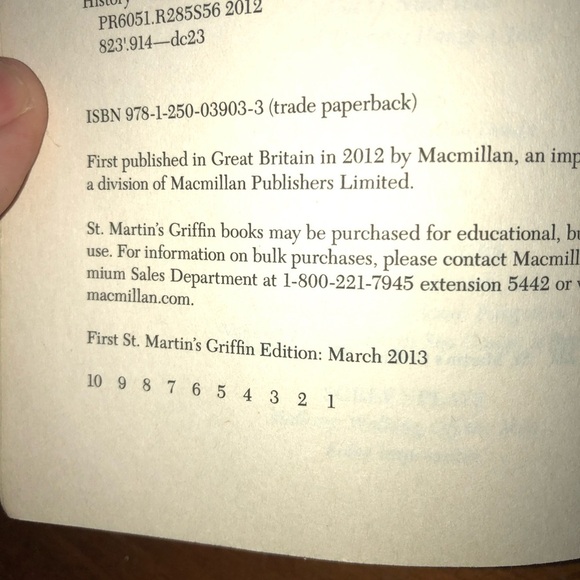 History
PR6051.R285S56 2012
823'.914—dc23
ISBN 978-1-250-03903-3 (trade paperback)
First published in Great Britain in 2012 by Macmillan, an imp
a division of Macmillan Publishers Limited.
St. Martin's Griffin books may be purchased for educational, bu
use. For information on bulk purchases, please contact Macmill
mium Sales Department at 1-800-221-7945 extension 5442 or w
macmillan.com.
First St. Martin's Griffin Edition: March 2013
10 9 8 7 6 5 4 3 2 1